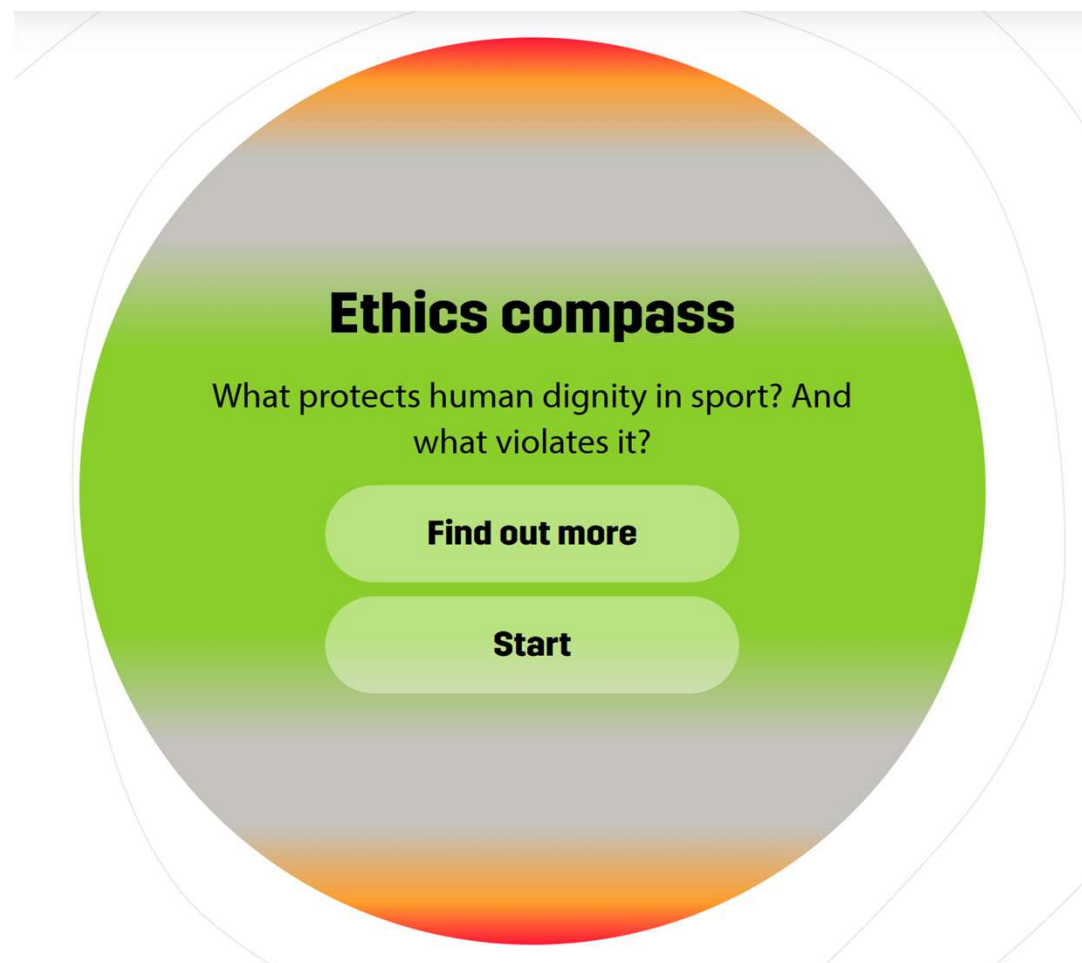 Ethics compass
What protects human dignity in sport? And
what violates it?
Find out more
Start